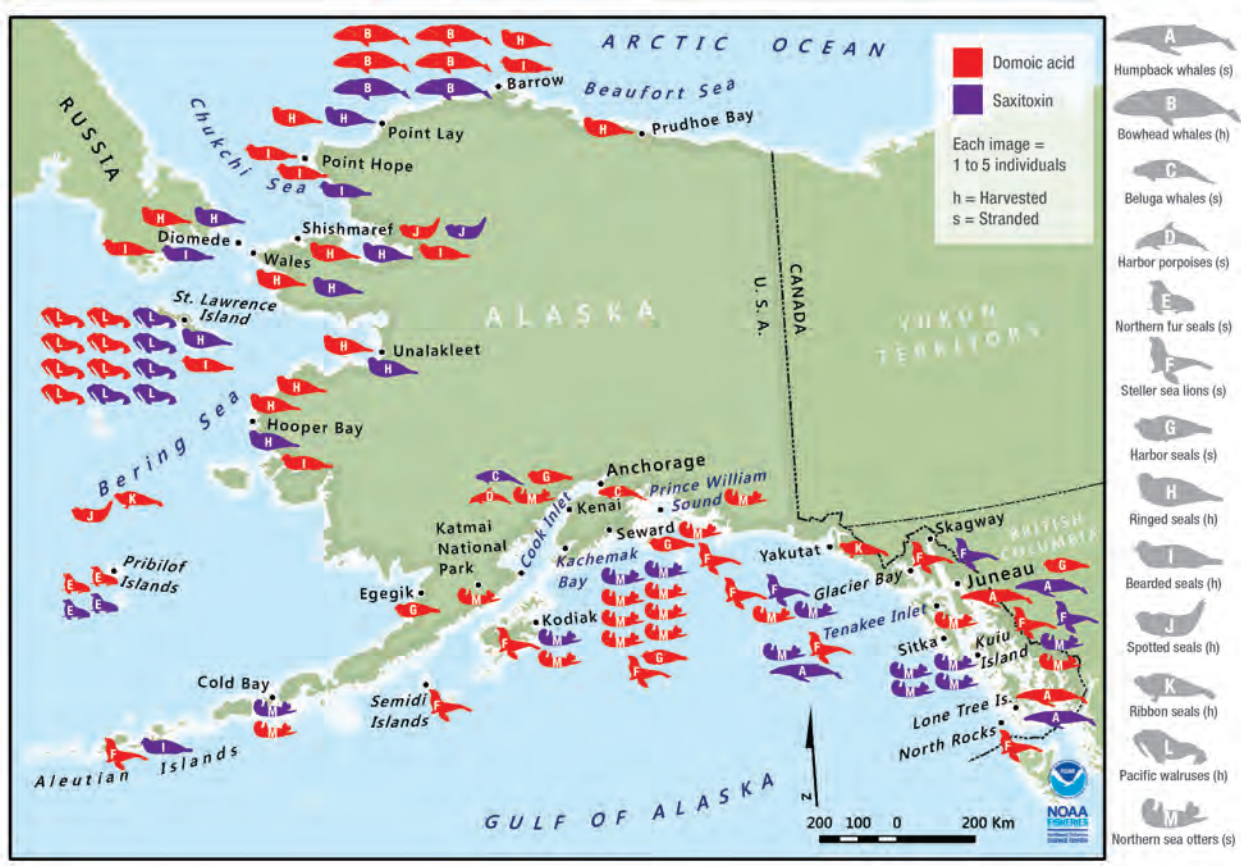 ARCTIC OCEAN
Beaufort Sea
Chukchi
Sea
RUSSIA
Barrow
Point Lay
Prudhoe Bay
Point Hope
Shishmaref
Diomede
Wales
St. Lawrence
Island
ALASKA
U.S.A.
CANADA
YUKON
TERRITORY
Unalakleet
Bering Sea
Hooper Bay
Anchorage
Prince William
Sound
Kenai
Cook Inlet
Seward
Katmai
National
Park
Kachemak
Bay
Yakutat
Skagway
BRITISH
COLUMBIA
Glacier Bay
Juneau
Pribilof
Islands
Egegik
Kodiak
Tenakee Inlet
Sitka
Kuiu
Island
Cold Bay
Semidi
Islands
Lone Tree Is.
North Rocks
Aleutian Islands
GULF OF ALASKA
N
200 100 0 200 Km
NOAA
FISHERIES
Domoic acid
Saxitoxin
Each image =
1 to 5 individuals
h = Harvested
s = Stranded
A
Humpback whales (s)
B
Bowhead whales (h)
C
Beluga whales (s)
D
Harbor porpoises (s)
E
Northern fur seals (s)
F
Steller sea lions (s)
G
Harbor seals (s)
H
Ringed seals (h)
I
Bearded seals (h)
J
Spotted seals (h)
K
Ribbon seals (h)
L
Pacific walruses (h)
M
Northern sea otters (s)